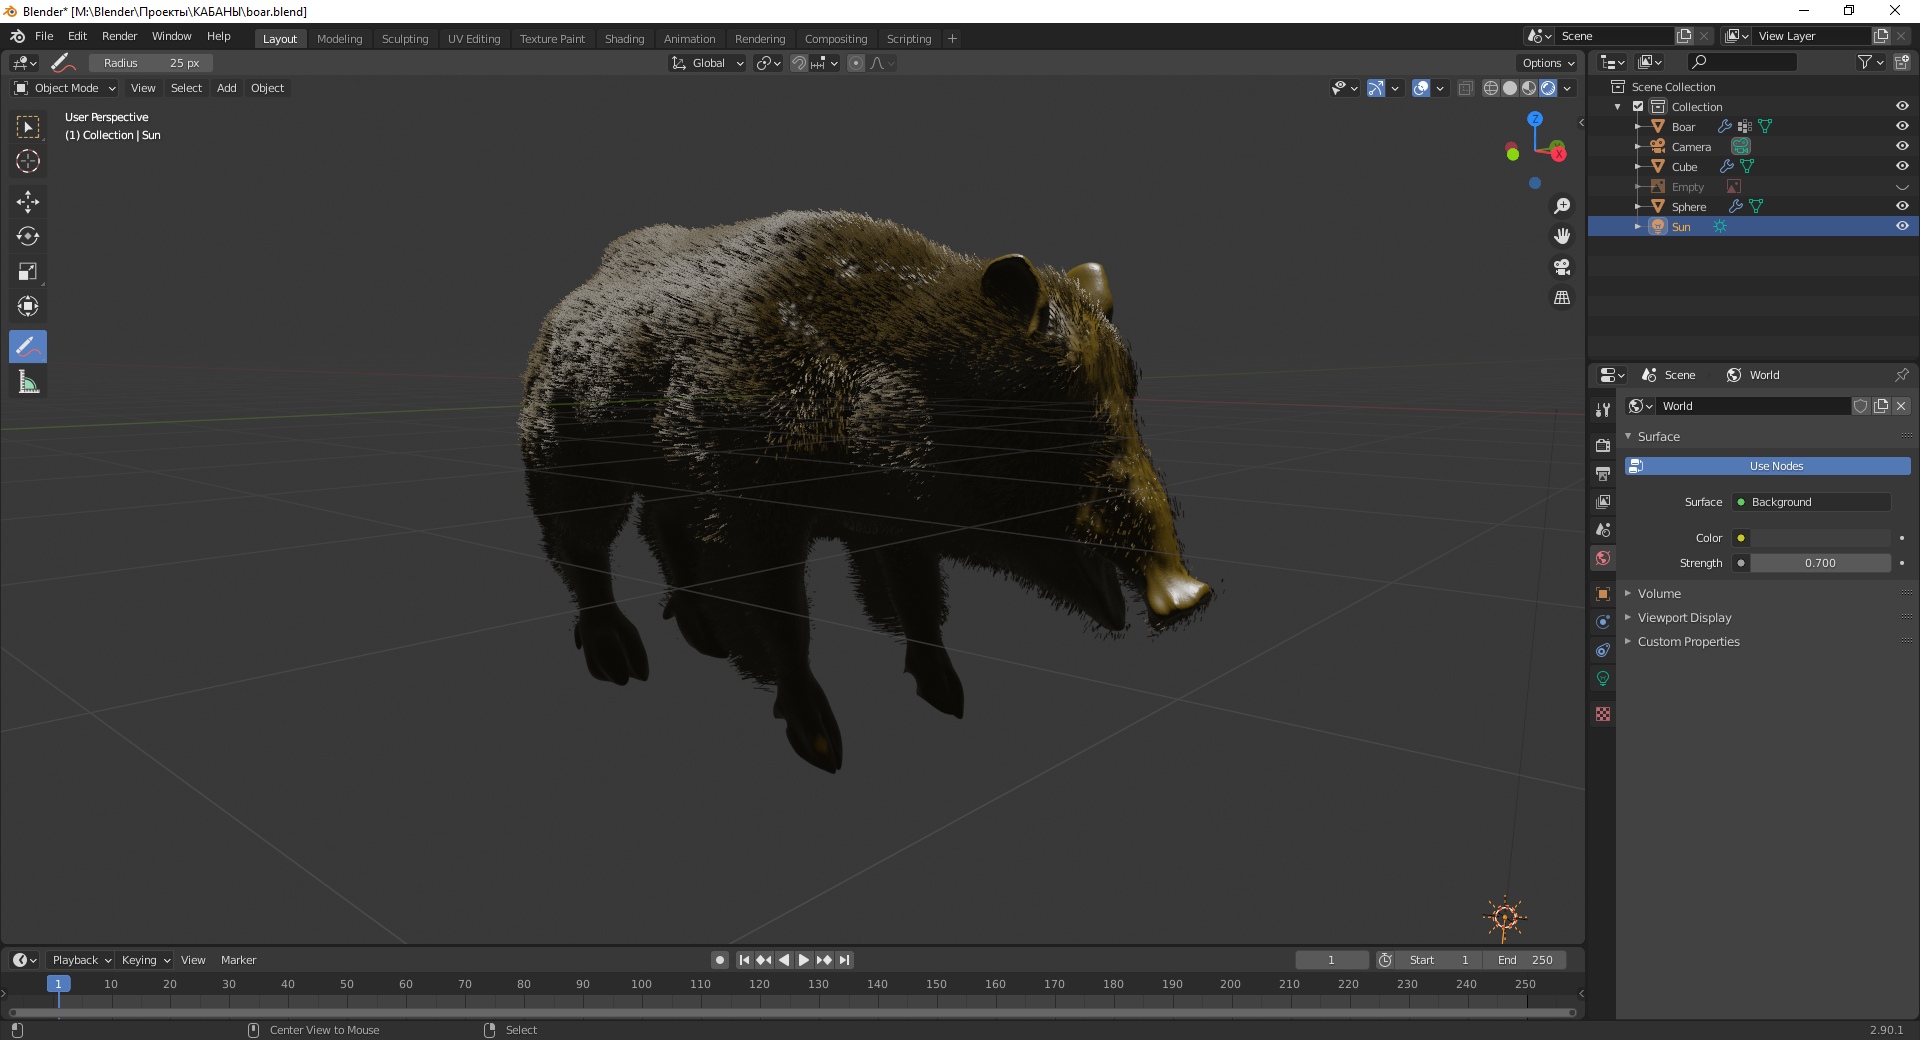 Blender* [M:\Blender\Проекты\КАБАНЫ\boar.blend]
File Edit Render Window Help Layout Modeling Sculpting UV Editing Texture Paint Shading Animation Rendering Compositing Scripting + Scene View Layer
Radius 25 px Global Options
Object Mode View Select Add Object
User Perspective
(1) Collection | Sun
Z
X
Scene Collection
Collection
Boar
Camera
Cube
Empty
Sphere
Sun
Scene World
World
Surface
Use Nodes
Surface Background
Color
Strength 0.700
Volume
Viewport Display
Custom Properties
Playback Keying View Marker 1 Start 1 End 250
1 10 20 30 40 50 60 70 80 90 100 110 120 130 140 150 160 170 180 190 200 210 220 230 240 250
Center View to Mouse Select 2.90.1